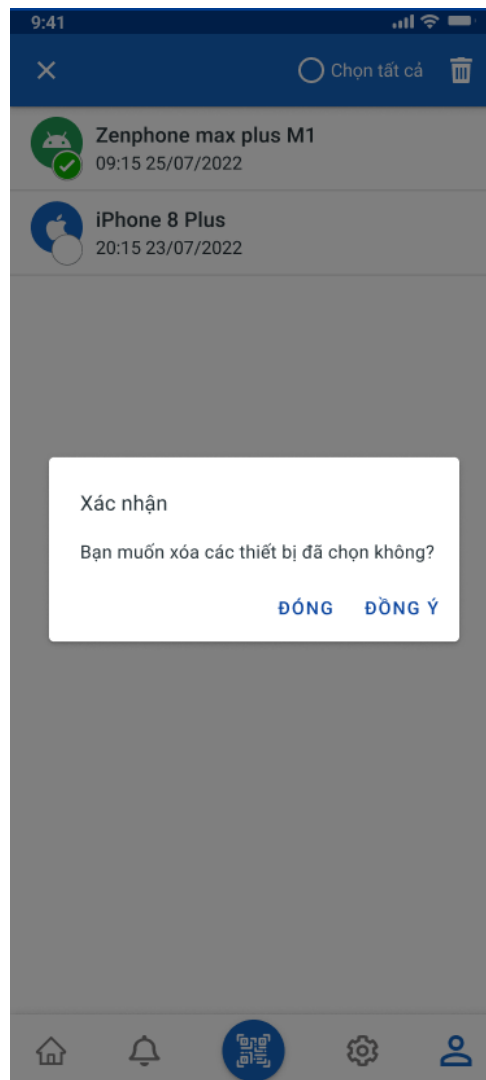 9:41
Chọn tất cả
Zenphone max plus M1
09:15 25/07/2022
iPhone 8 Plus
20:15 23/07/2022
Xác nhận
Bạn muốn xóa các thiết bị đã chọn không?
ĐÓNG ĐỒNG Ý